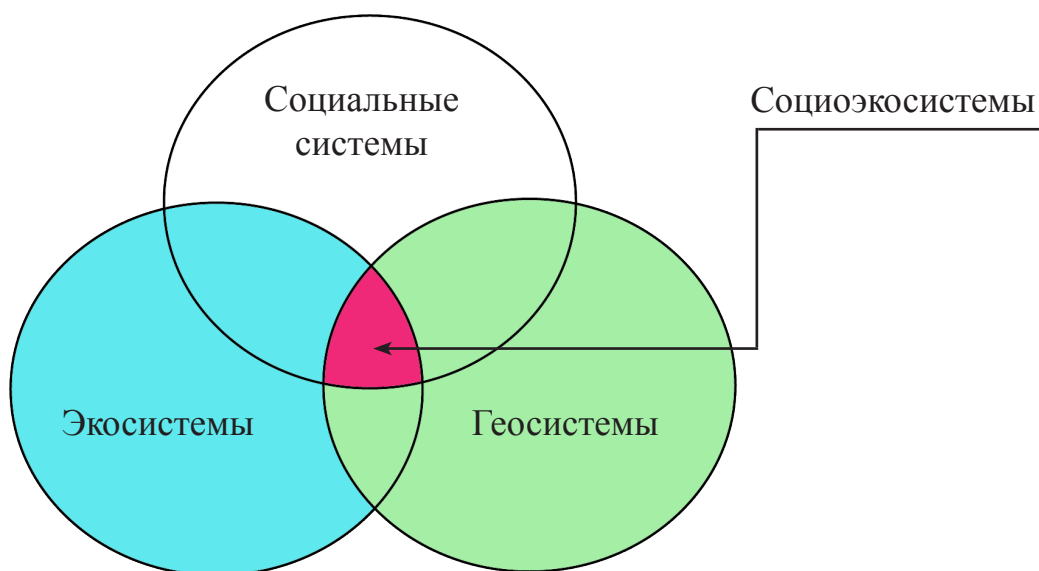 Социальные
системы
Социоэкосистемы
Экосистемы
Геосистемы